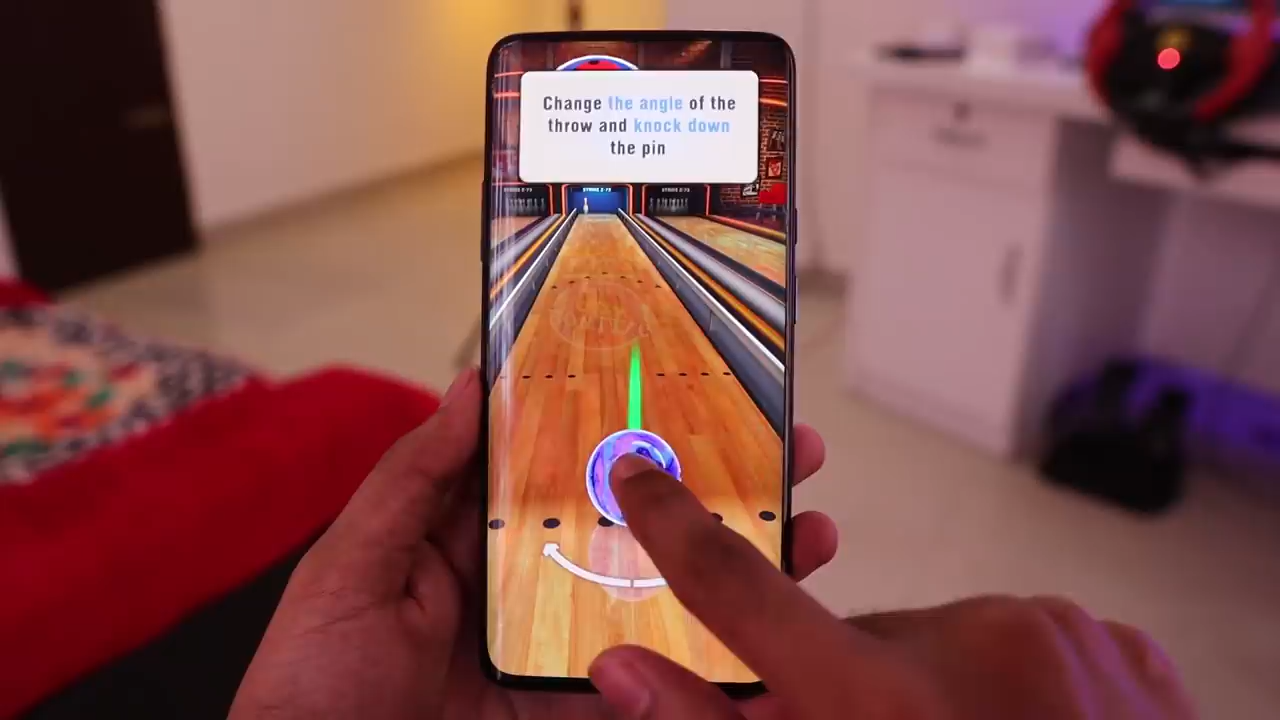 Change the angle of the
throw and knock down
the pin